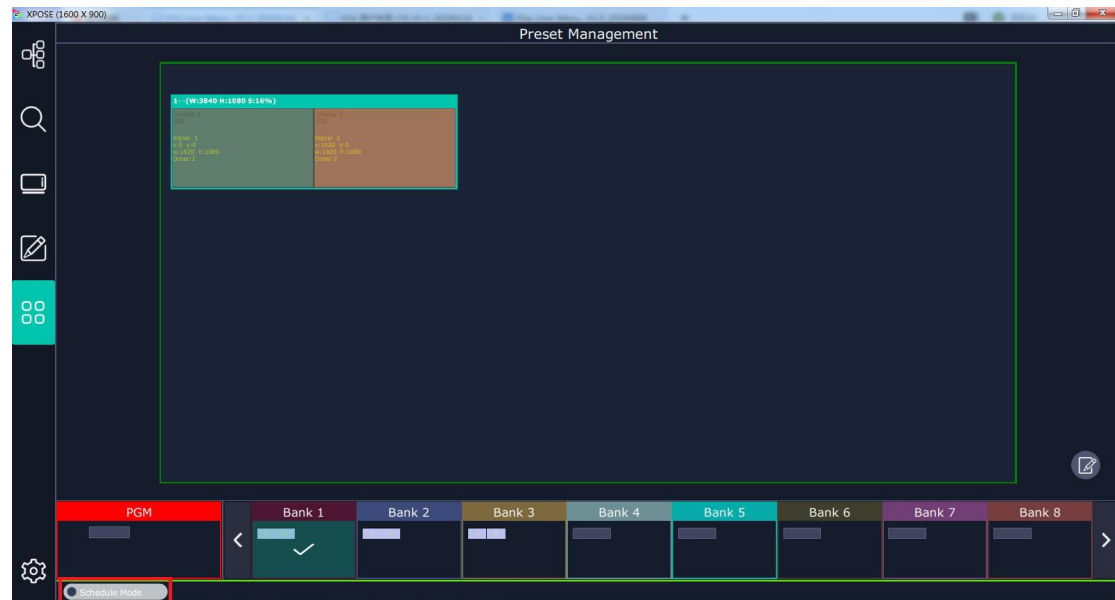 XPOSE (1600 X 900)
Preset Management
1- -(W:3840 H:1080 S:16%)
Signal 1
x:0 y:0
w:1920 h:1080
Order:1
Signal 2
x:1920 y:0
w:1920 h:1080
Order:2
PGM
Bank 1
Bank 2
Bank 3
Bank 4
Bank 5
Bank 6
Bank 7
Bank 8
Schedule Mode